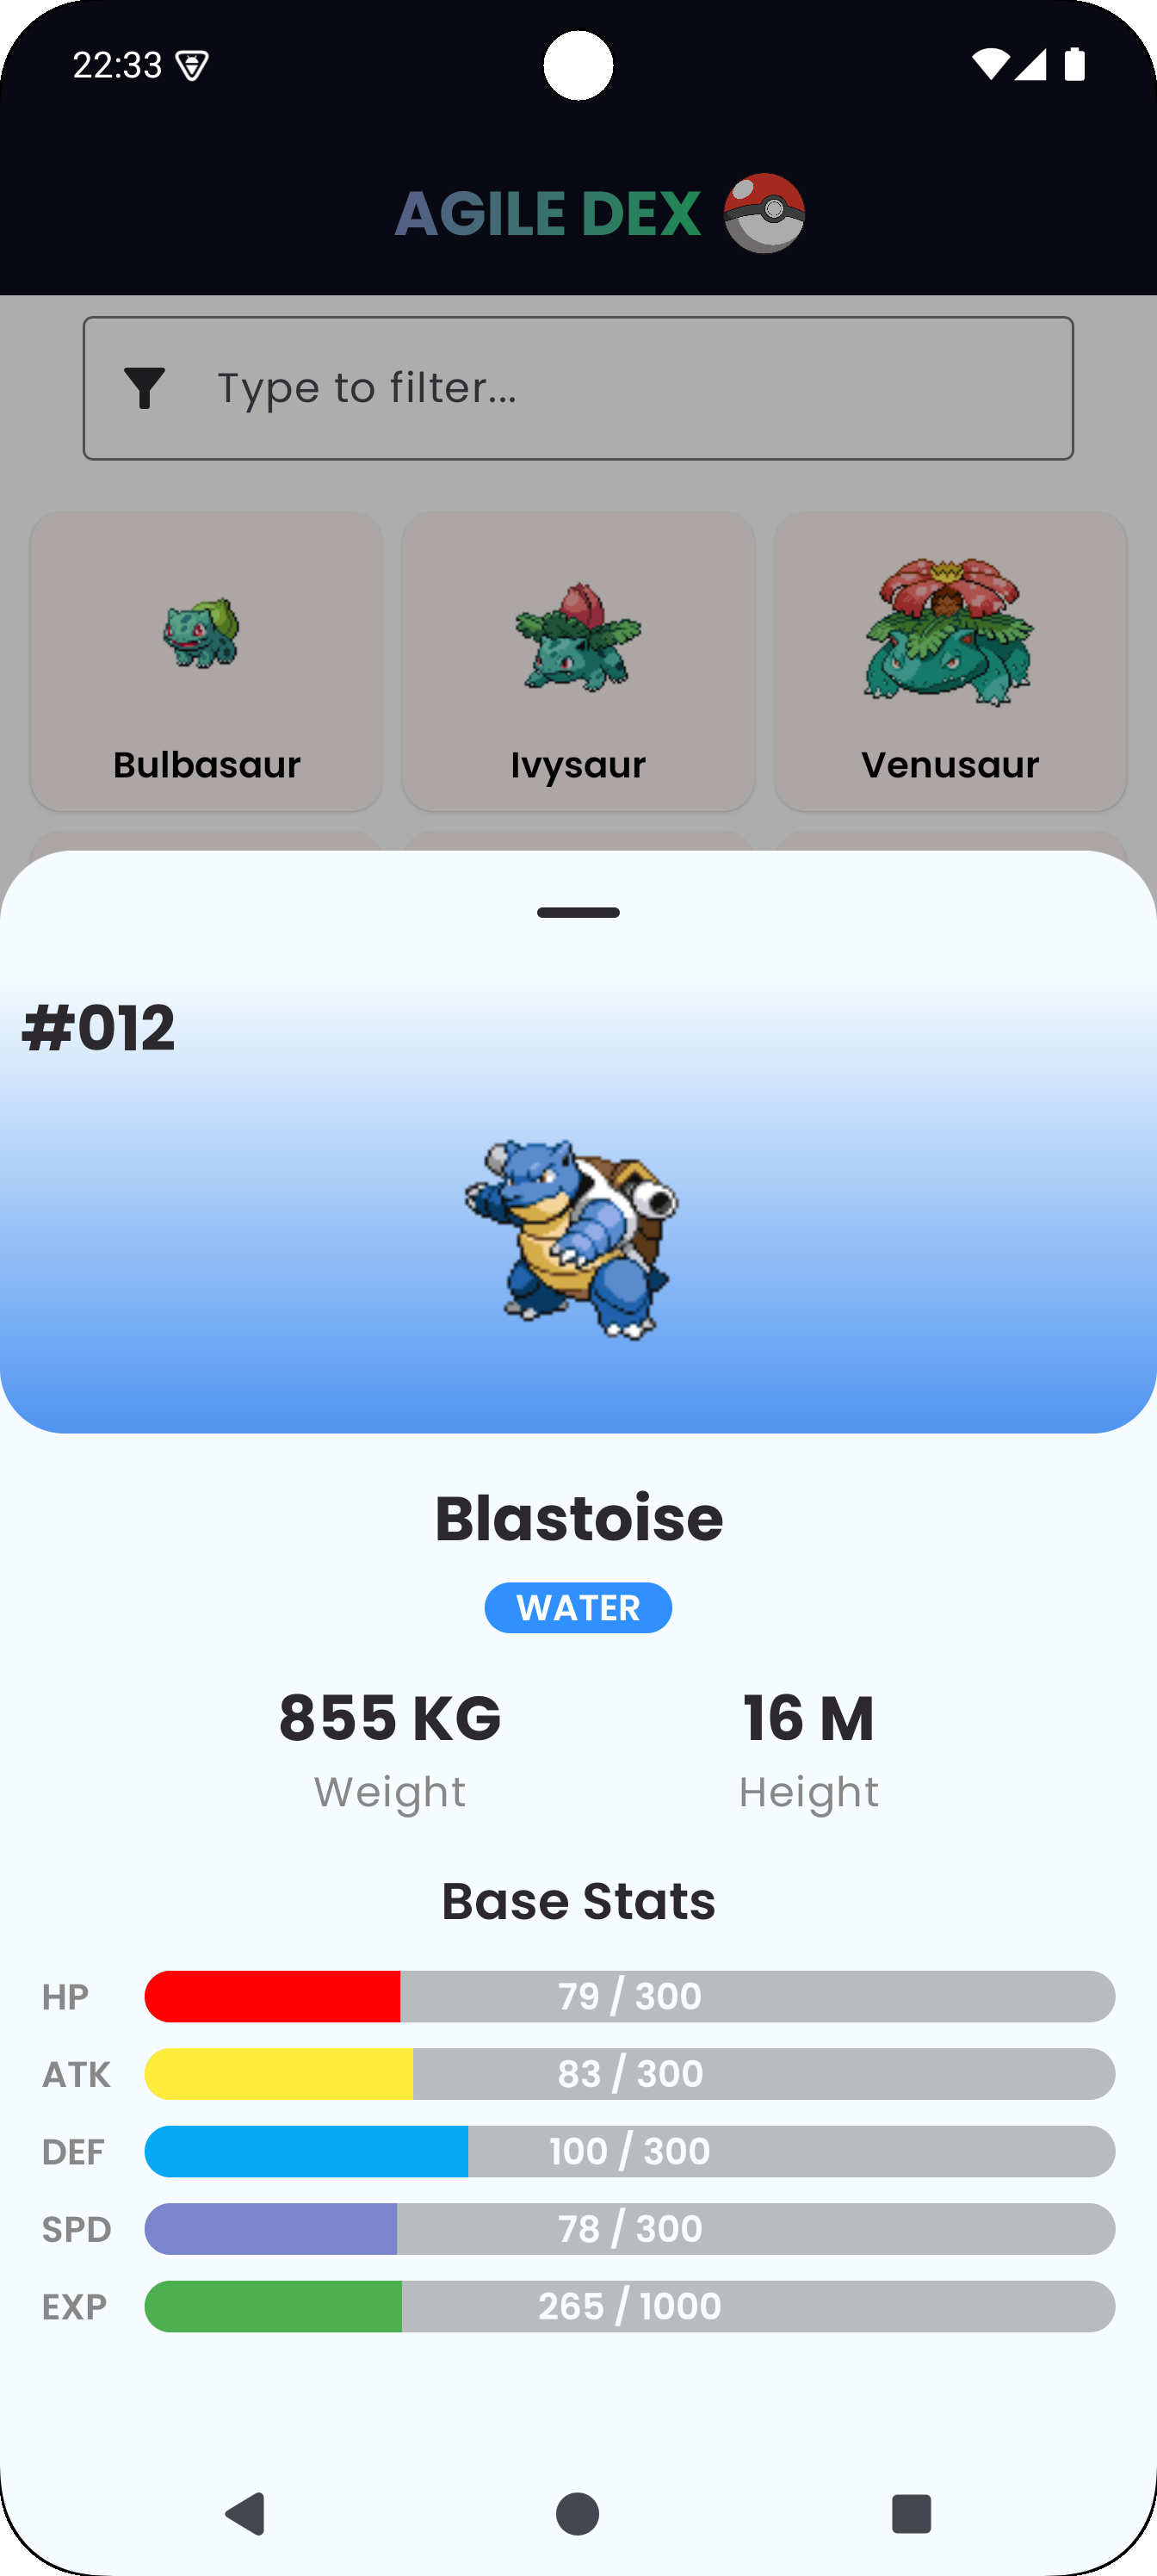 22:33
AGILE DEX
Type to filter...
Bulbasaur Ivysaur Venusaur
#012
Blastoise
WATER
855 KG 16 M
Weight Height
Base Stats
HP 79 / 300
ATK 83 / 300
DEF 100 / 300
SPD 78 / 300
EXP 265 / 1000